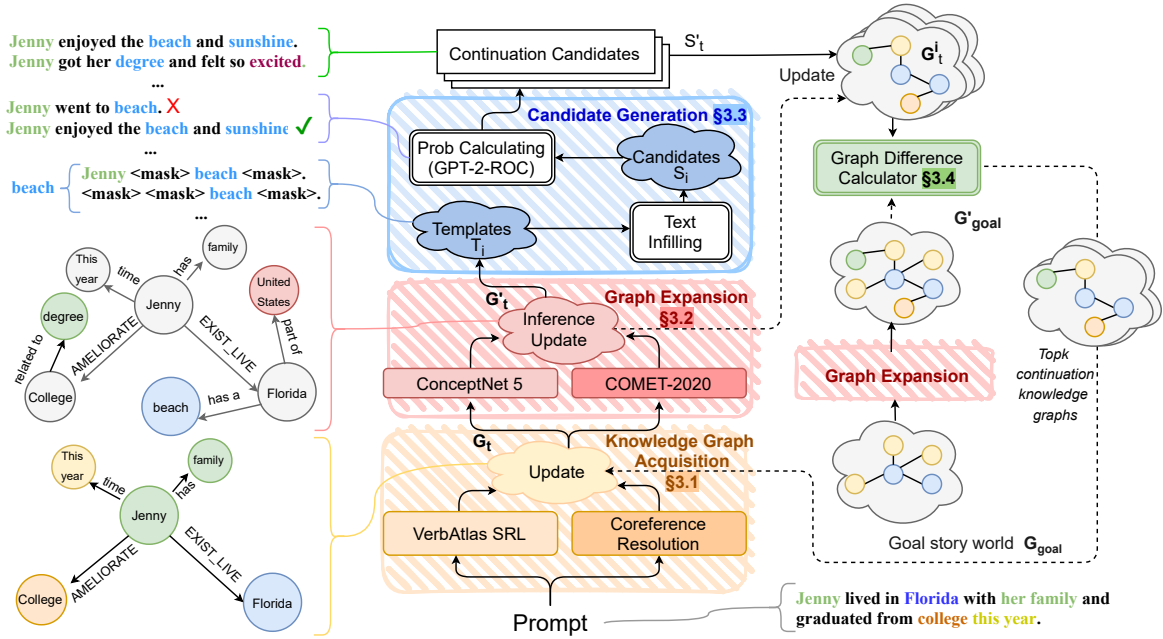 Jenny enjoyed the beach and sunshine.
Jenny got her degree and felt so excited.
...
Jenny went to beach. X
Jenny enjoyed the beach and sunshine ✓
...
beach
Jenny <mask> beach <mask>.
<mask> <mask> beach <mask>.
...
Continuation Candidates
S't
Update
G^i_t
Candidate Generation §3.3
Prob Calculating
(GPT-2-ROC)
Candidates
S_i
Templates
T_i
Text
Infilling
Graph Difference
Calculator §3.4
G'goal
This
year
time
has
family
Jenny
United
States
degree
related to
AMELIORATE
EXIST_LIVE
part of
College
beach
has a
Florida
G't
Graph Expansion
§3.2
Inference
Update
ConceptNet 5
COMET-2020
Graph Expansion
Topk
continuation
knowledge
graphs
This
year
time
has
family
Jenny
AMELIORATE
EXIST_LIVE
College
Florida
Gt
Knowledge Graph
Acquisition
§3.1
Update
VerbAtlas SRL
Coreference
Resolution
Goal story world Ggoal
Prompt
Jenny lived in Florida with her family and
graduated from college this year.